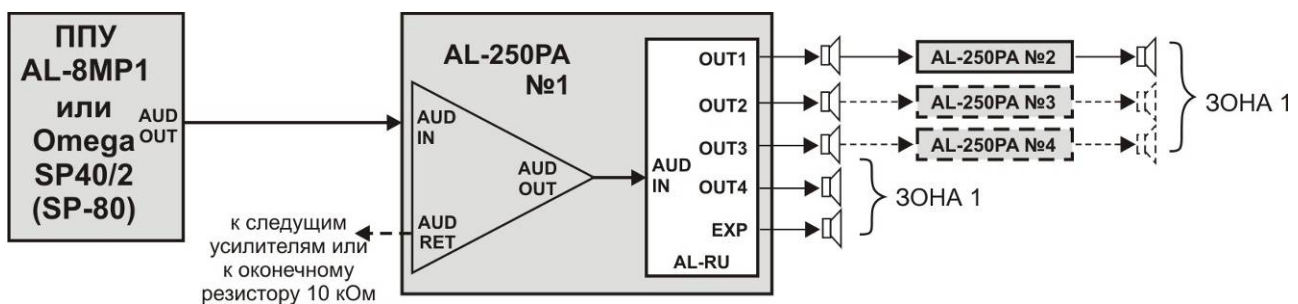 ППУ
AL-8MP1
или
Omega
SP40/2
(SP-80)
AUD
OUT
AL-250PA
№1
AUD
IN
AUD
OUT
AUD
RET
к следущим
усилителям или
к оконечному
резистору 10 кОм
AUD
IN
OUT1
OUT2
OUT3
OUT4
EXP
AL-RU
AL-250PA №2
AL-250PA №3
AL-250PA №4
ЗОНА 1
ЗОНА 1